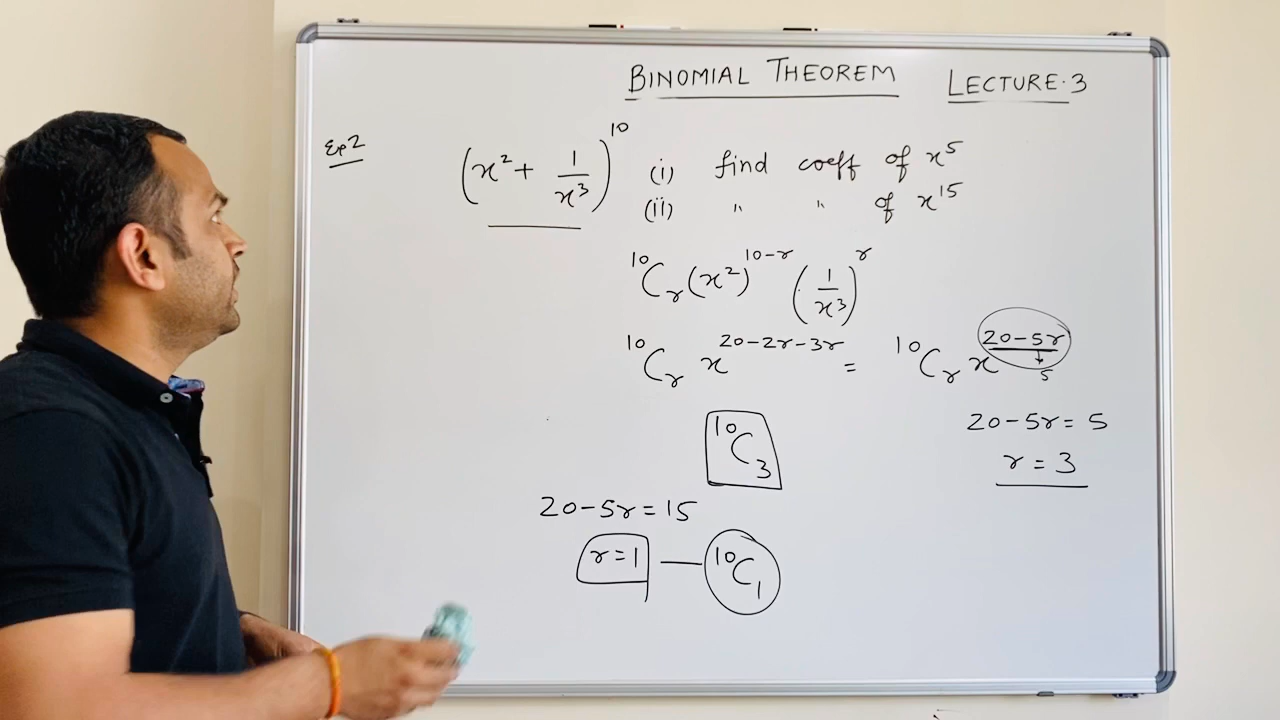 BINOMIAL THEOREM LECTURE·3
Exp2 (x² + 1/x³)¹⁰ (i) find coeff of x⁵
(ii) " " of x¹⁵
¹⁰Cᵣ (x²)¹⁰⁻ʳ (1/x³)ʳ
¹⁰Cᵣ x²⁰⁻²ʳ⁻³ʳ = ¹⁰Cᵣ x²⁰⁻⁵ʳ
↓ 5
20-5r = 5
¹⁰C₃
r = 3
20-5r = 15
r = 1 — ¹⁰C₁